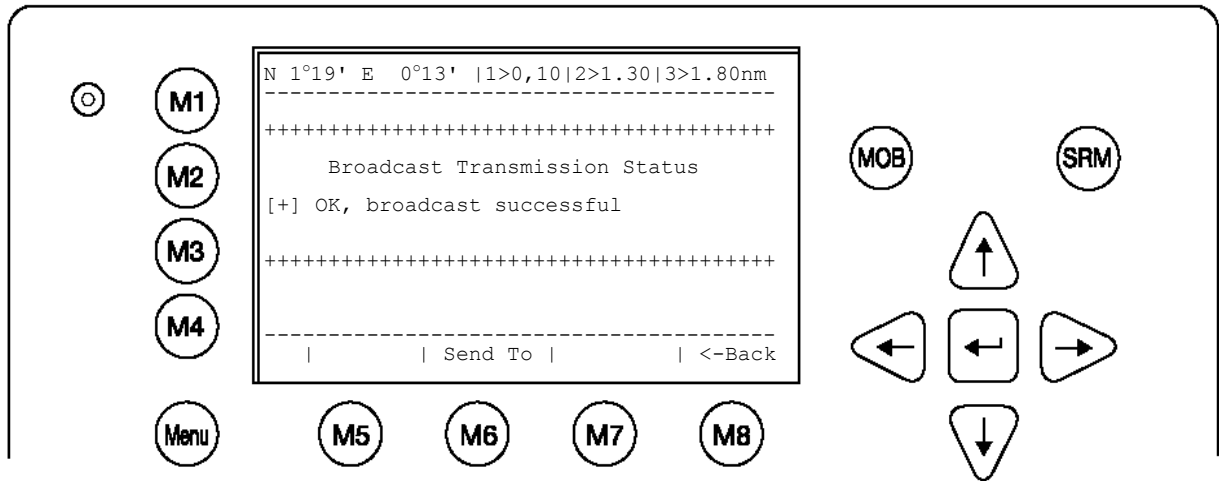 N 1°19' E 0°13' |1>0,10|2>1.30|3>1.80nm
----------------------------------------
++++++++++++++++++++++++++++++++++++++++
Broadcast Transmission Status
[+] OK, broadcast successful
++++++++++++++++++++++++++++++++++++++++
----------------------------------------
| | Send To | | <-Back
M1
M2
M3
M4
Menu
M5
M6
M7
M8
MOB
SRM